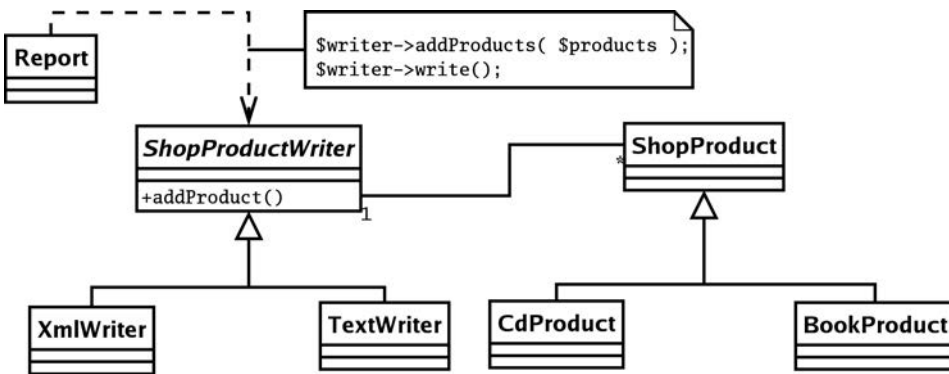 Report
$writer->addProducts( $products );
$writer->write();
ShopProductWriter
+addProduct()
1
*
ShopProduct
XmlWriter
TextWriter
CdProduct
BookProduct